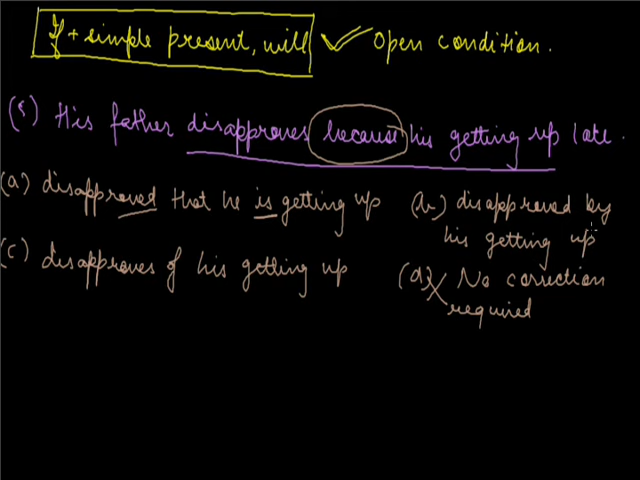 If + simple present, will Open condition.
(5) His father disapproves because his getting up late.
(a) disapproved that he is getting up (b) disapproved by
his getting up
(c) disapproves of his getting up (d) No correction
required